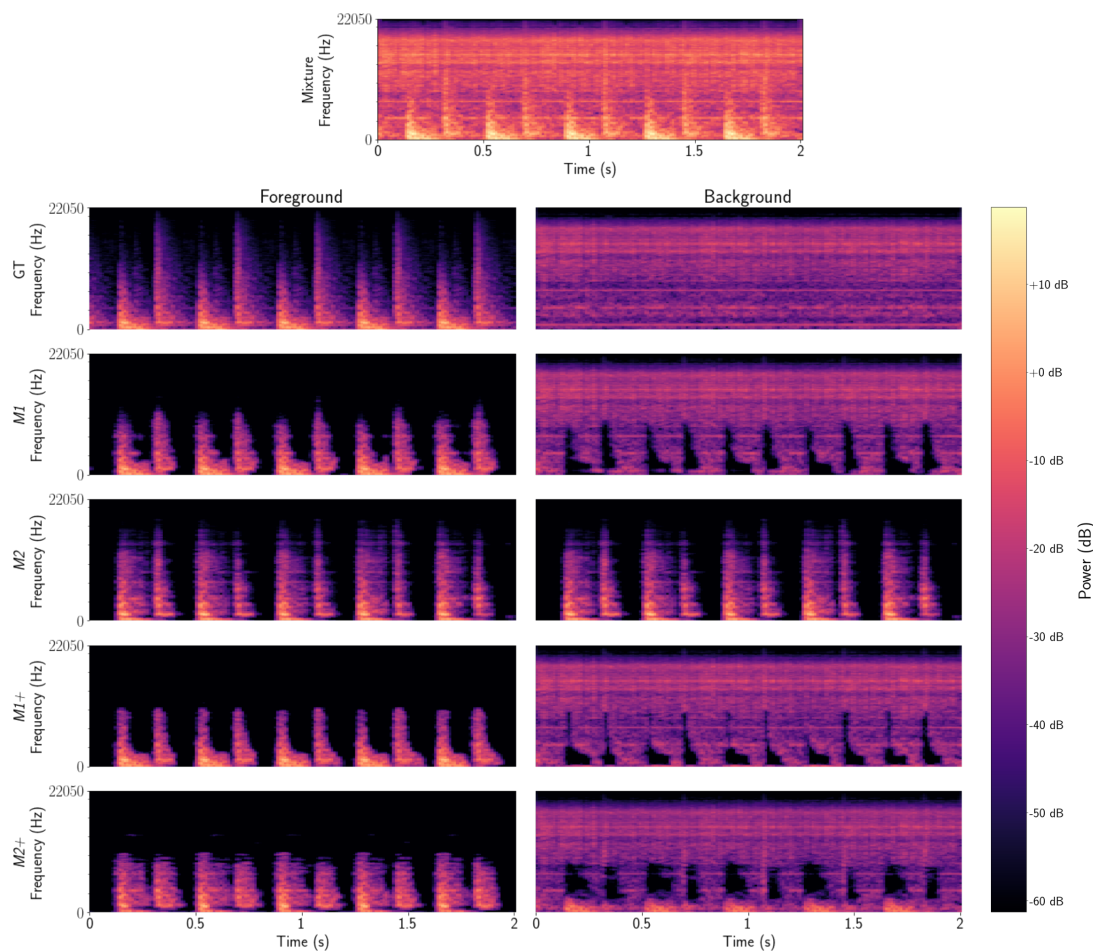 22050
Mixture
Frequency (Hz)
0
0 0.5 1 1.5 2
Time (s)
Foreground Background
22050
GT
Frequency (Hz)
0
22050
M1
Frequency (Hz)
0
22050
M2
Frequency (Hz)
0
22050
M1+
Frequency (Hz)
0
22050
M2+
Frequency (Hz)
0
0 0.5 1 1.5 2
Time (s)
0 0.5 1 1.5 2
Time (s)
+10 dB
+0 dB
-10 dB
-20 dB
-30 dB
-40 dB
-50 dB
-60 dB
Power (dB)